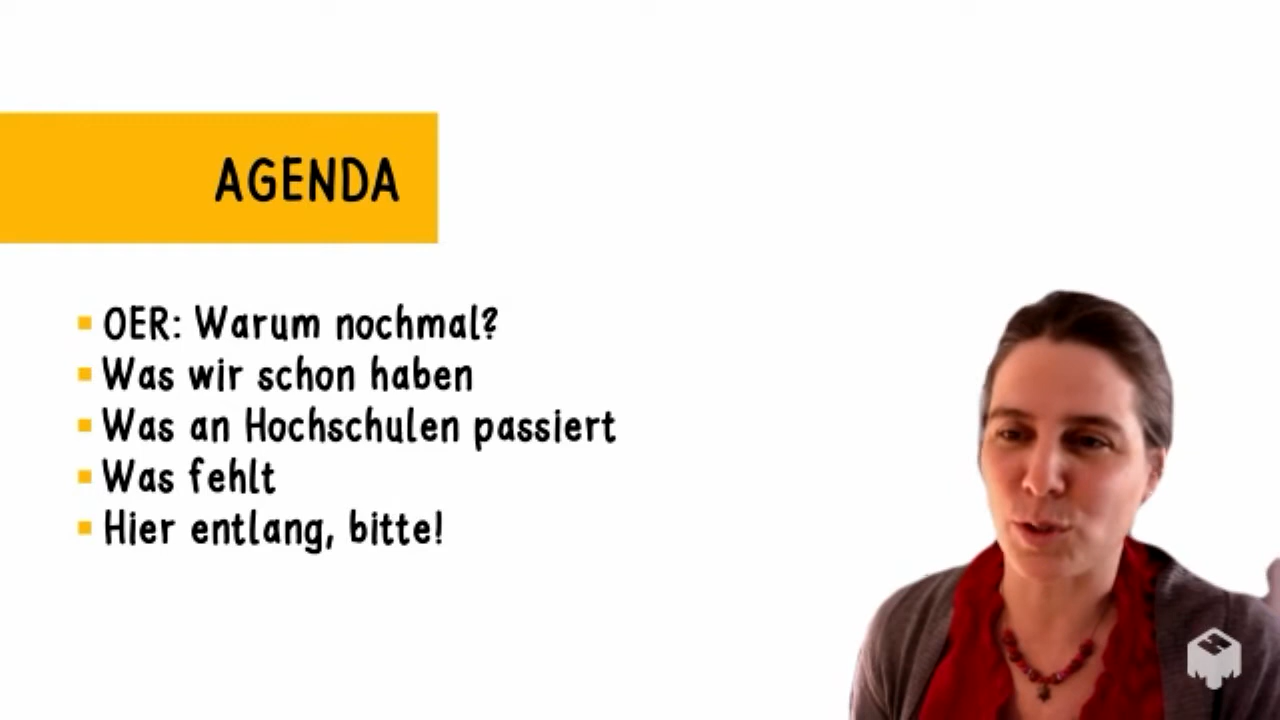 AGENDA
OER: Warum nochmal?
Was wir schon haben
Was an Hochschulen passiert
Was fehlt
Hier entlang, bitte!